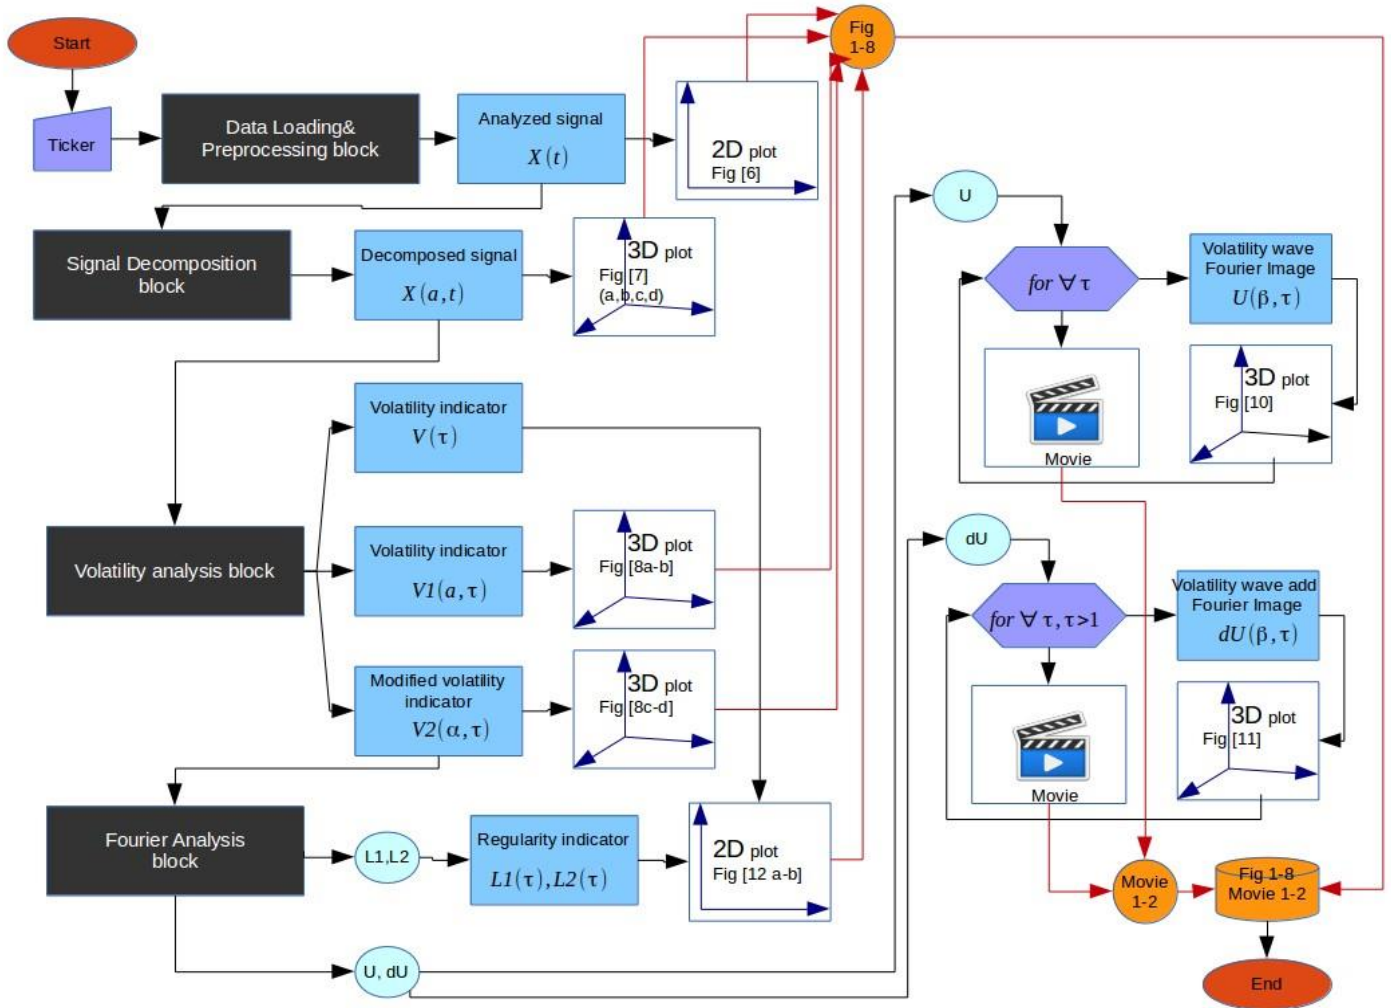 Start
Fig
1-8
Ticker
Data Loading&
Preprocessing block
Analyzed signal
X(t)
2D plot
Fig [6]
Signal Decomposition
block
Decomposed signal
X(a,t)
3D plot
Fig [7]
(a,b,c,d)
Volatility analysis block
Volatility indicator
V(τ)
Volatility indicator
V1(a,τ)
3D plot
Fig [8a-b]
Modified volatility
indicator
V2(α,τ)
3D plot
Fig [8c-d]
Fourier Analysis
block
L1,L2
Regularity indicator
L1(τ),L2(τ)
2D plot
Fig [12 a-b]
U, dU
U
for ∀ τ
Volatility wave
Fourier Image
U(β,τ)
3D plot
Fig [10]
Movie
dU
for ∀ τ,τ>1
Volatility wave add
Fourier Image
dU(β,τ)
3D plot
Fig [11]
Movie
Movie
1-2
Fig 1-8
Movie 1-2
End